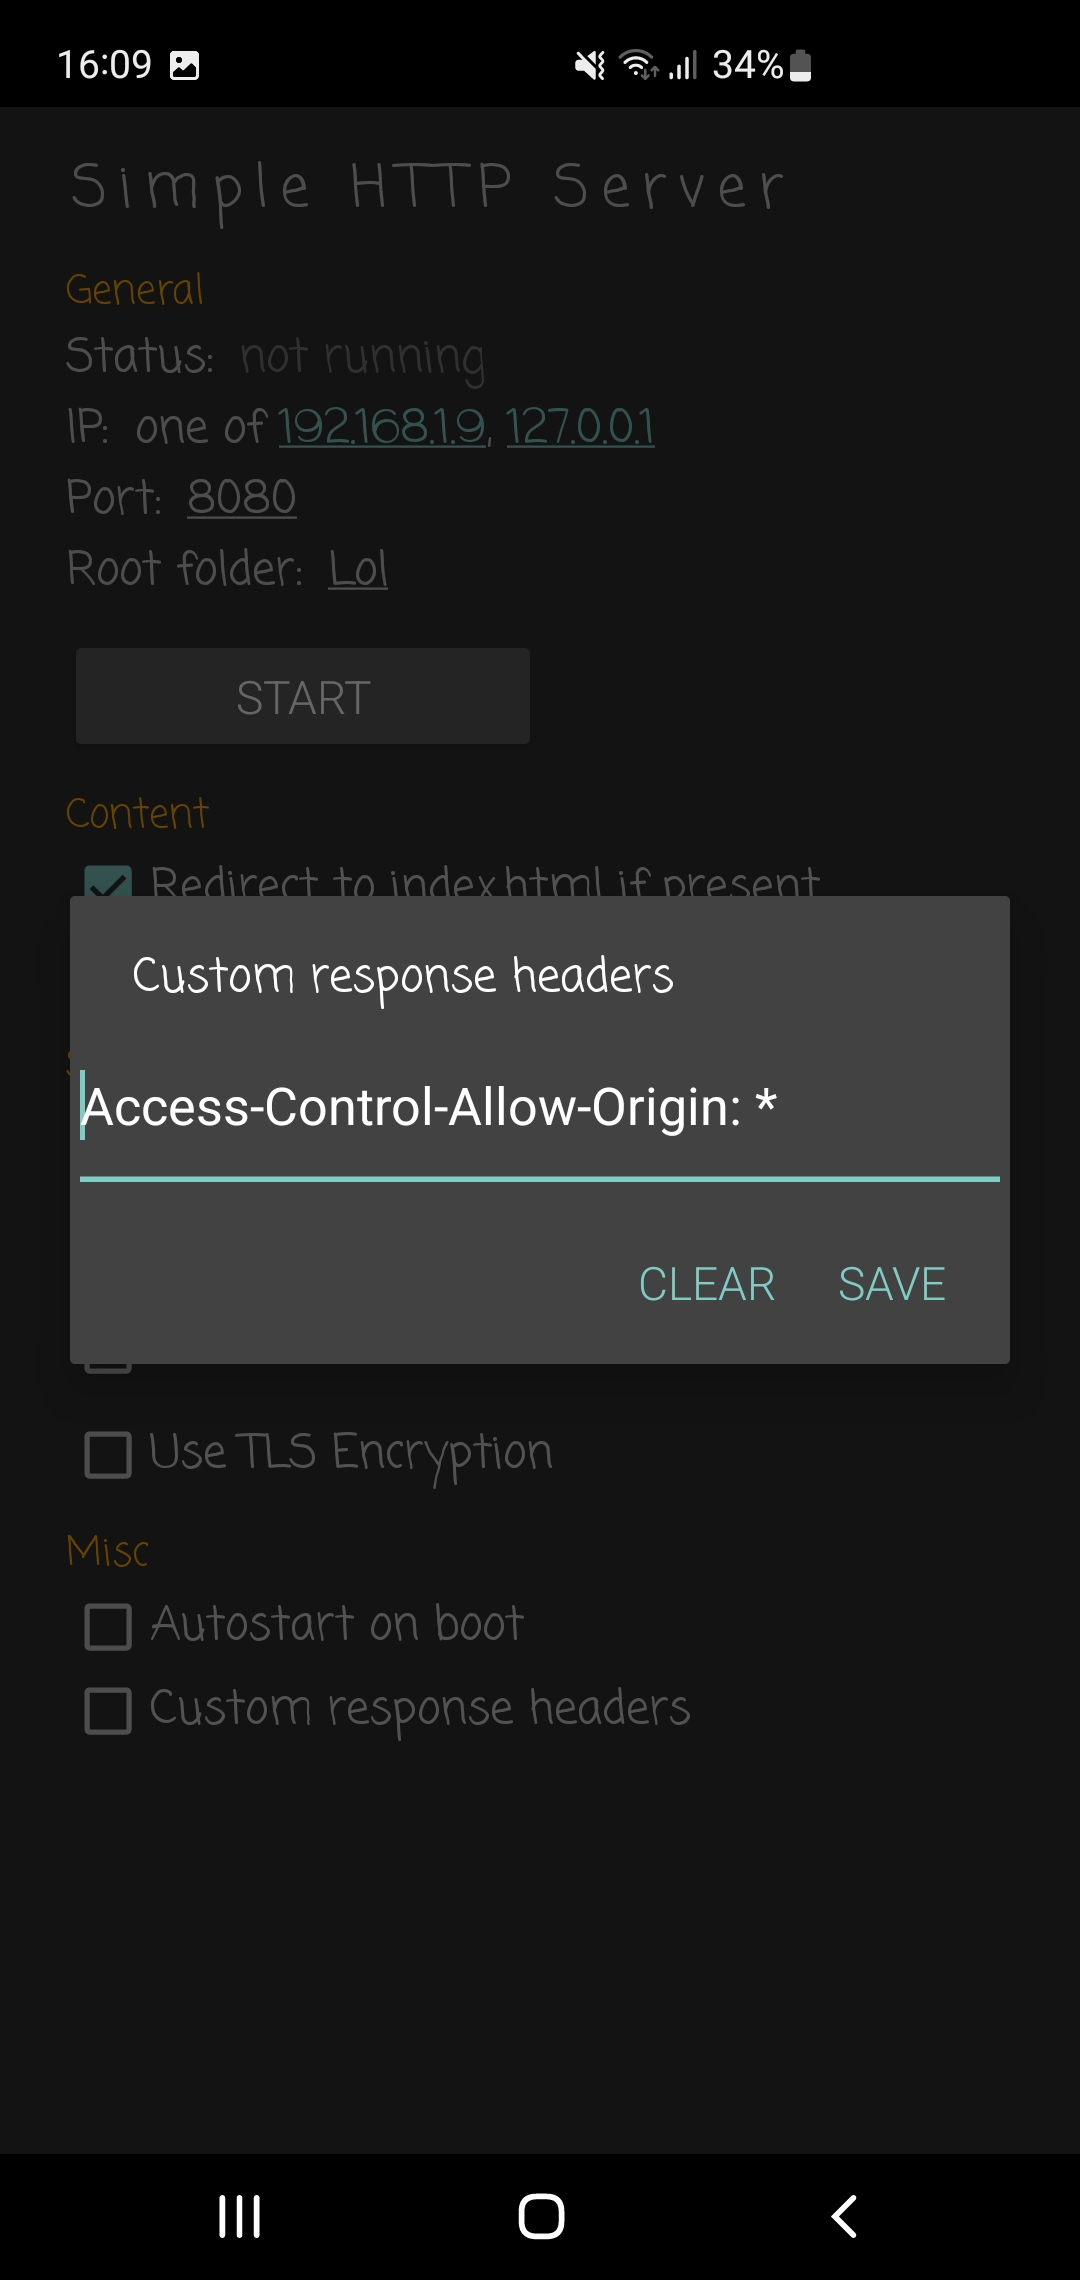 16:09 34%
Simple HTTP Server
General
Status: not running
IP: one of 192.168.1.9, 127.0.0.1
Port: 8080
Root folder: Lol
START
Content
Redirect to index.html if present
Custom response headers
Access-Control-Allow-Origin: *
CLEAR SAVE
Use TLS Encryption
Misc
Autostart on boot
Custom response headers